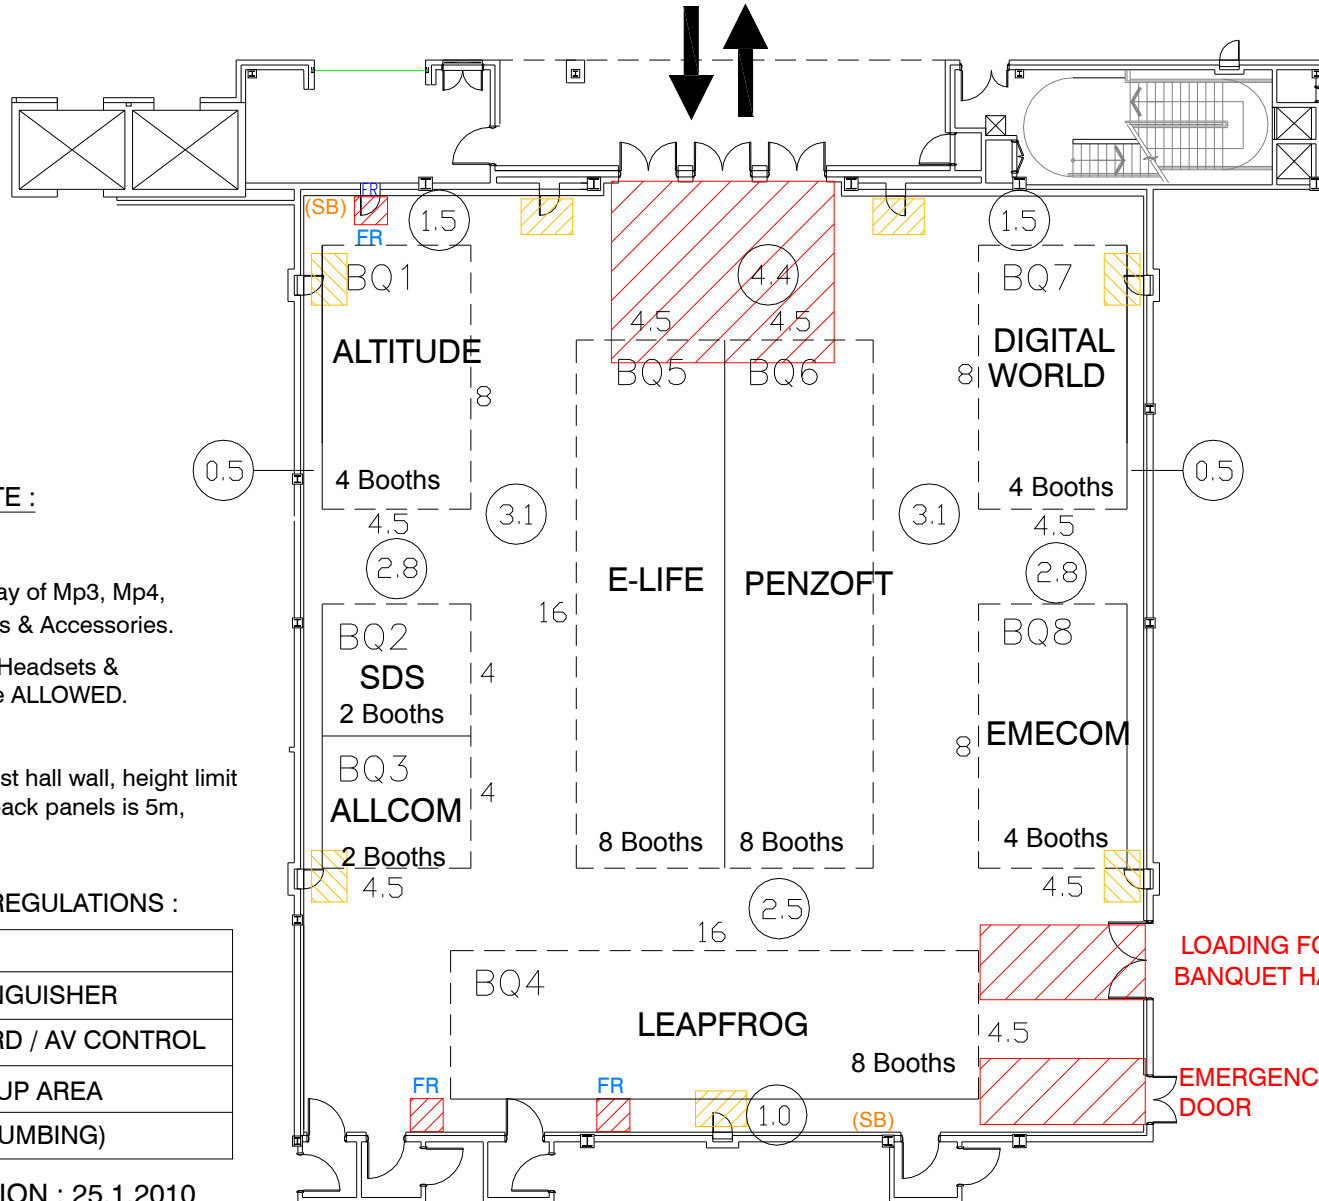 FR
(SB)
FR
1.5
1.5
BQ1
4.4
BQ7
4.5
4.5
ALTITUDE
DIGITAL
WORLD
BQ5
BQ6
8
8
0.5
0.5
4 Booths
4 Booths
TE :
3.1
3.1
4.5
4.5
2.8
2.8
E-LIFE
PENZOFT
ay of Mp3, Mp4,
s & Accessories.
16
BQ2
BQ8
Headsets &
e ALLOWED.
SDS
4
2 Booths
EMECOM
8
BQ3
st hall wall, height limit
ack panels is 5m,
ALLCOM
4
2 Booths
8 Booths
8 Booths
4 Booths
4.5
4.5
REGULATIONS :
2.5
16
LOADING FO
BANQUET HA
BQ4
NGUISHER
LEAPFROG
4.5
RD / AV CONTROL
8 Booths
UP AREA
FR
FR
EMERGENC
DOOR
1.0
(SB)
UMBING)
ION : 25.1.2010